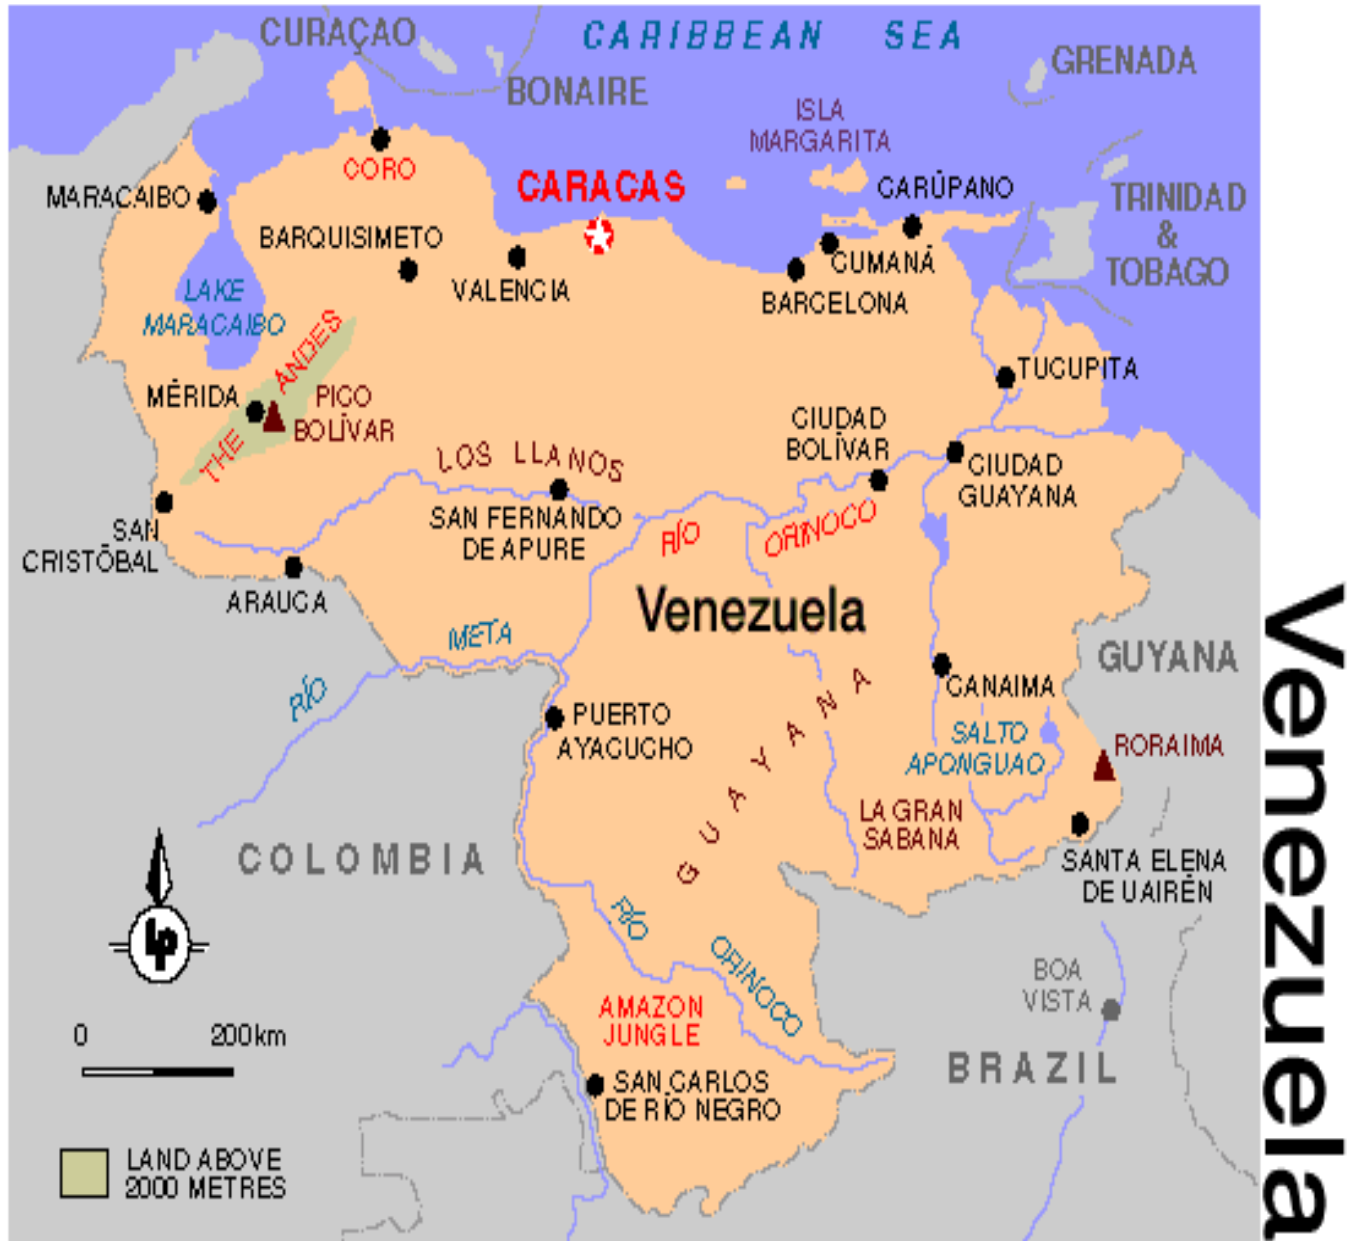 CURAÇAO
CARIBBEAN SEA
GRENADA
BONAIRE
ISLA
MARGARITA
CORO
MARACAIBO
CARACAS
CARÚPANO
TRINIDAD
&
TOBAGO
BARQUISIMETO
VALENCIA
CUMANÁ
BARCELONA
LAKE
MARACAIBO
THE ANDES
TUCUPITA
MÉRIDA
PICO
BOLÍVAR
CIUDAD
BOLÍVAR
LOS LLANOS
CIUDAD
GUAYANA
SAN
CRISTÓBAL
SAN FERNANDO
DE APURE
RÍO ORINOCO
ARAUCA
Venezuela
RÍO META
GUYANA
CANAIMA
PUERTO
AYACUCHO
GUAYANA
SALTO
APONGUAO
RORAIMA
LA GRAN
SABANA
COLOMBIA
SANTA ELENA
DE UAIRÉN
RÍO ORINOCO
lp
BOA
VISTA
AMAZON
JUNGLE
0 200km
BRAZIL
SAN CARLOS
DE RÍO NEGRO
LAND ABOVE
2000 METRES
Venezuela